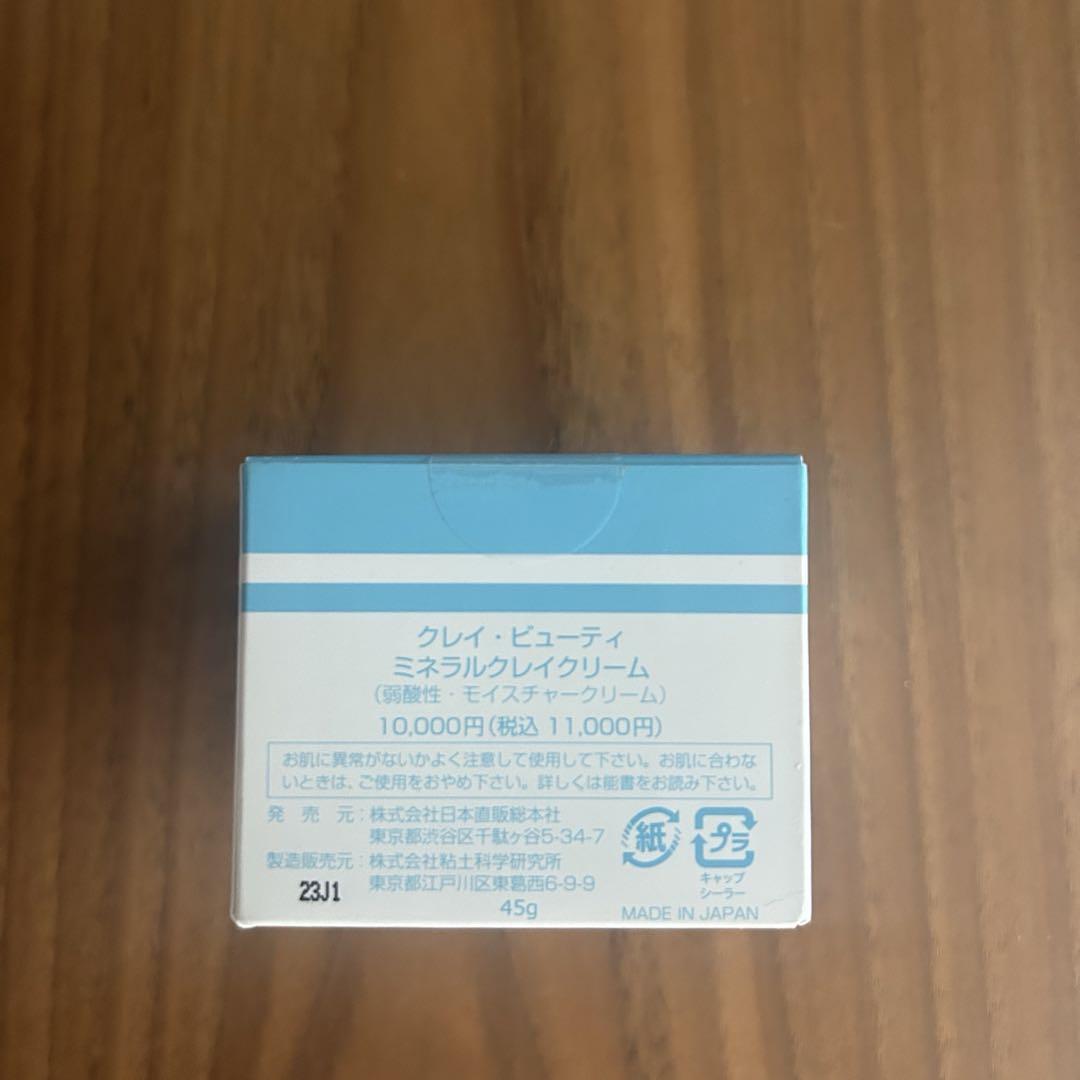 クレイ・ビューティ
ミネラルクレイクリーム
(弱酸性・モイスチャークリーム)
10,000円(税込 11,000円)
お肌に異常がないかよく注意して使用して下さい。お肌に合わな
いときは、ご使用をおやめ下さい。詳しくは能書をお読み下さい。
発売元:株式会社日本直販総本社
東京都渋谷区千駄ヶ谷5-34-7
製造販売元:株式会社粘土科学研究所
東京都江戸川区東葛西6-9-9
23J1
45g
紙
プラ
キャップ
シーラー
MADE IN JAPAN